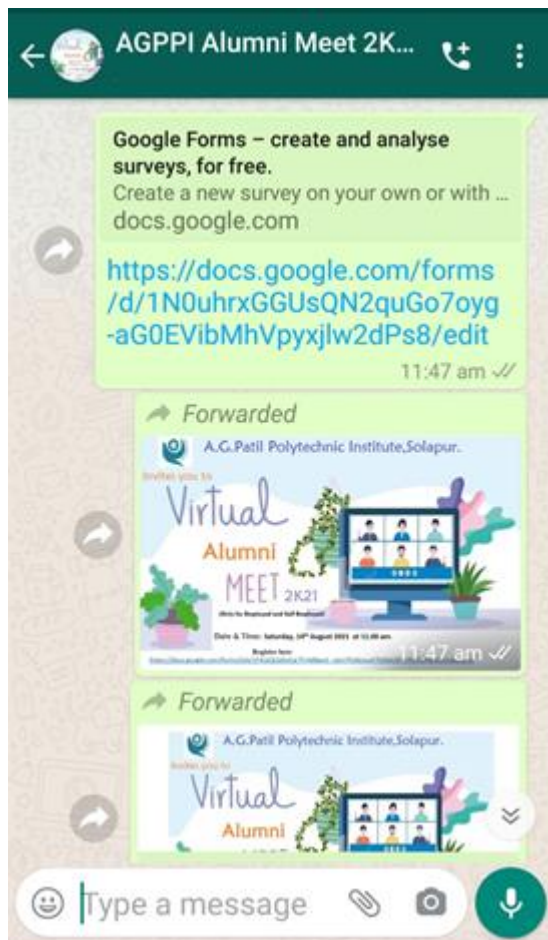 AGPPI Alumni Meet 2K...
Google Forms – create and analyse
surveys, for free.
Create a new survey on your own or with ...
docs.google.com
https://docs.google.com/forms
/d/1N0uhrxGGUsQN2quGo7oyg
-aG0EVibMhVpyxjlw2dPs8/edit
11:47 am
Forwarded
A.G.Patil Polytechnic Institute,Solapur.
Invites you to
Virtual
Alumni
MEET 2K21
Date & Time: Saturday, 14th August 2021 at 11.00 am
Register here
11:47 am
Forwarded
A.G.Patil Polytechnic Institute,Solapur.
Invites you to
Virtual
Alumni
Type a message